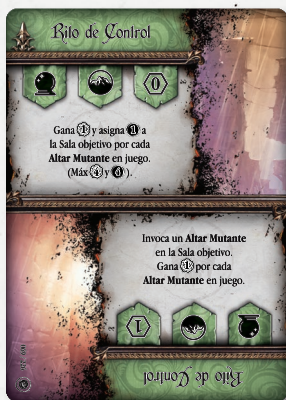 Rito de Control
0
Gana 1 y asigna 1 a
la Sala objetivo por cada
Altar Mutante en juego.
(Máx 4 y 3).
Invoca un Altar Mutante
en la Sala objetivo.
Gana 1 por cada
Altar Mutante en juego.
1
Rito de Control